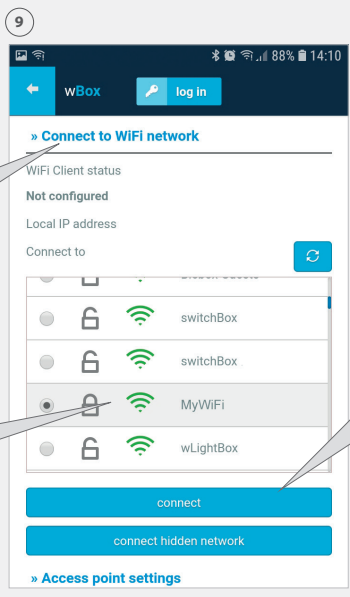 9
88% 14:10
wBox log in
» Connect to WiFi network
WiFi Client status
Not configured
Local IP address
Connect to
switchBox
switchBox
MyWiFi
wLightBox
connect
connect hidden network
» Access point settings